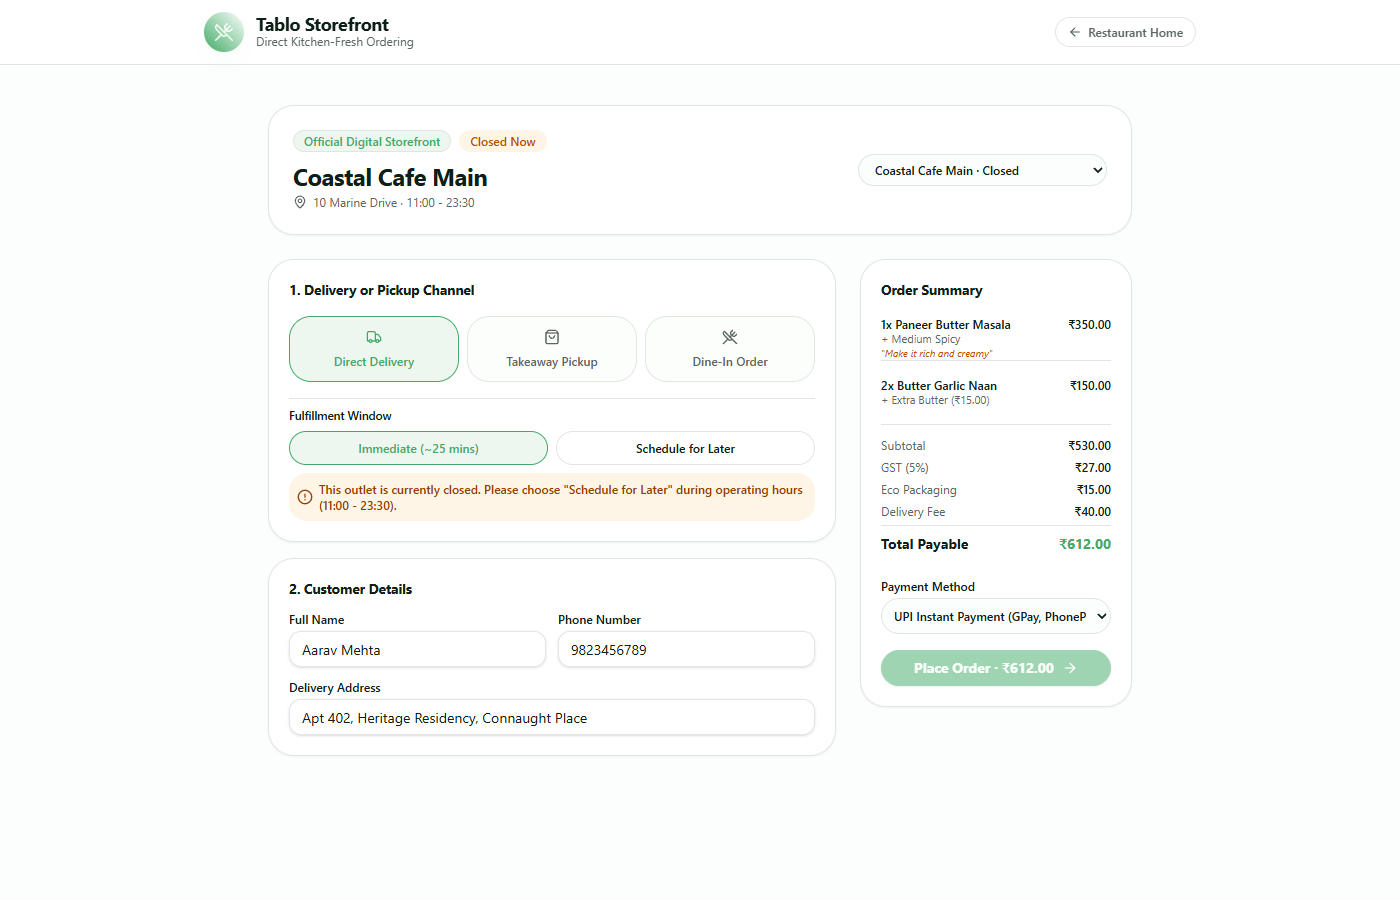 Tablo Storefront
Direct Kitchen-Fresh Ordering
Restaurant Home
Official Digital Storefront
Closed Now
Coastal Cafe Main
10 Marine Drive · 11:00 - 23:30
Coastal Cafe Main · Closed
1. Delivery or Pickup Channel
Direct Delivery
Takeaway Pickup
Dine-In Order
Fulfillment Window
Immediate (~25 mins)
Schedule for Later
This outlet is currently closed. Please choose "Schedule for Later" during operating hours
(11:00 - 23:30).
2. Customer Details
Full Name
Phone Number
Aarav Mehta
9823456789
Delivery Address
Apt 402, Heritage Residency, Connaught Place
Order Summary
1x Paneer Butter Masala ₹350.00
+ Medium Spicy
"Make it rich and creamy"
2x Butter Garlic Naan ₹150.00
+ Extra Butter (₹15.00)
Subtotal ₹530.00
GST (5%) ₹27.00
Eco Packaging ₹15.00
Delivery Fee ₹40.00
Total Payable ₹612.00
Payment Method
UPI Instant Payment (GPay, PhoneP
Place Order · ₹612.00